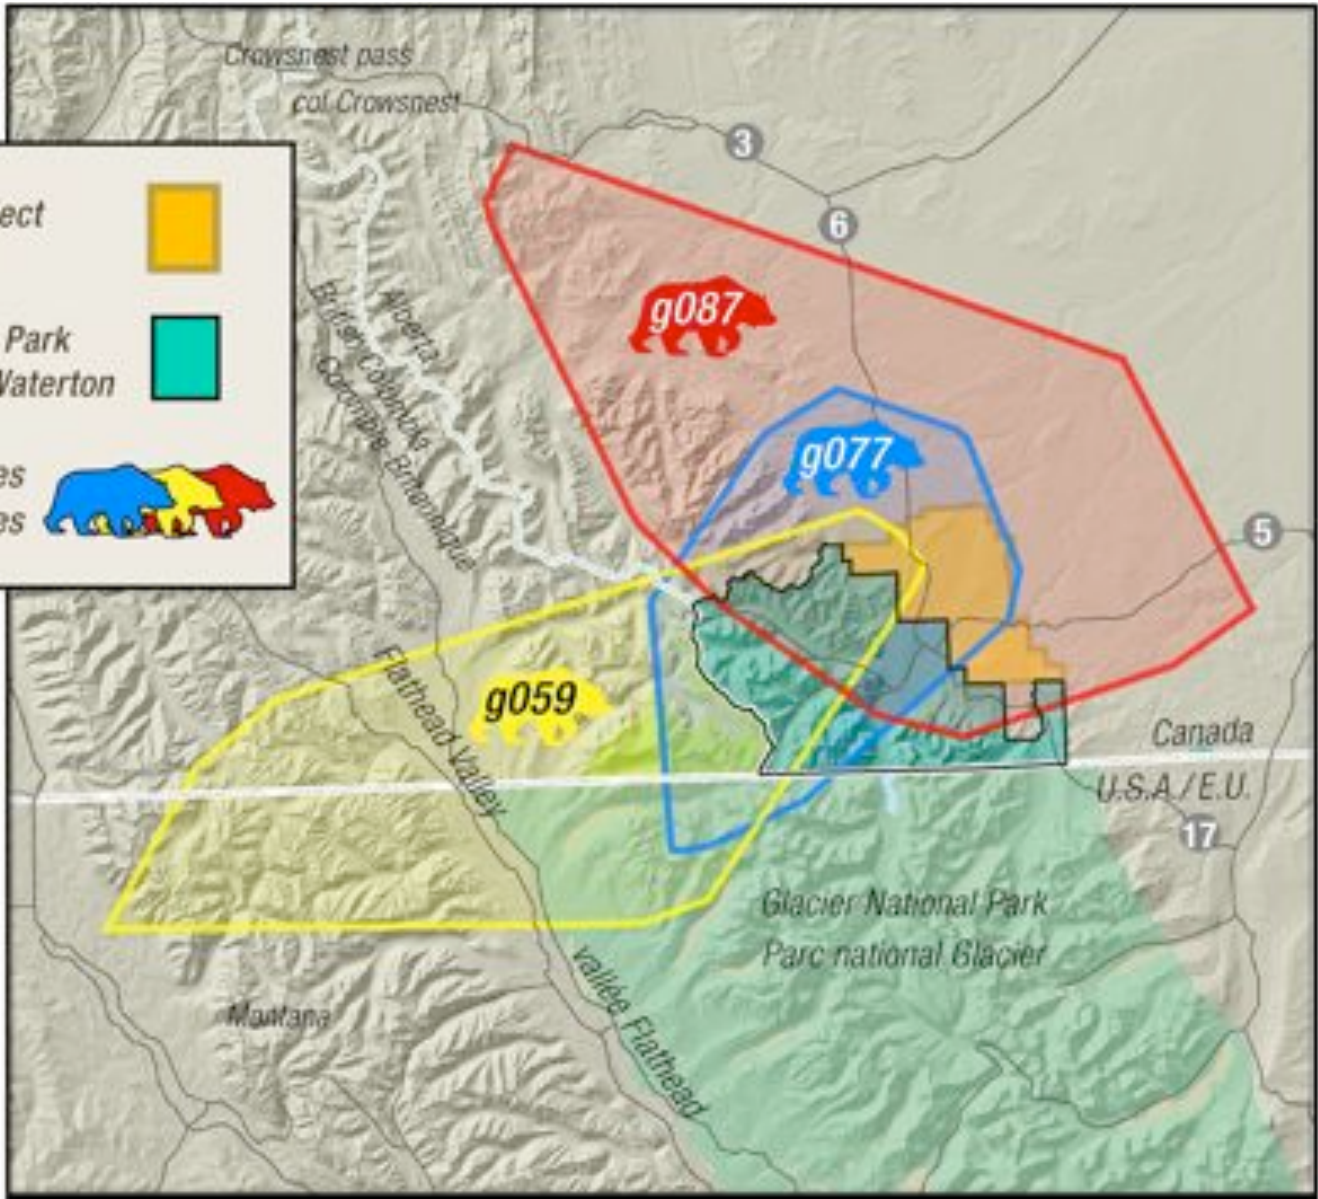 Crowsnest pass
col Crowsnest
3
ect
6
Park
Waterton
es
es
g087
Alberta
British Columbia
Colombie Britannique
g077
5
g059
Flathead Valley
Canada
U.S.A./E.U.
17
Glacier National Park
Parc national Glacier
vallée Flathead
Mantana